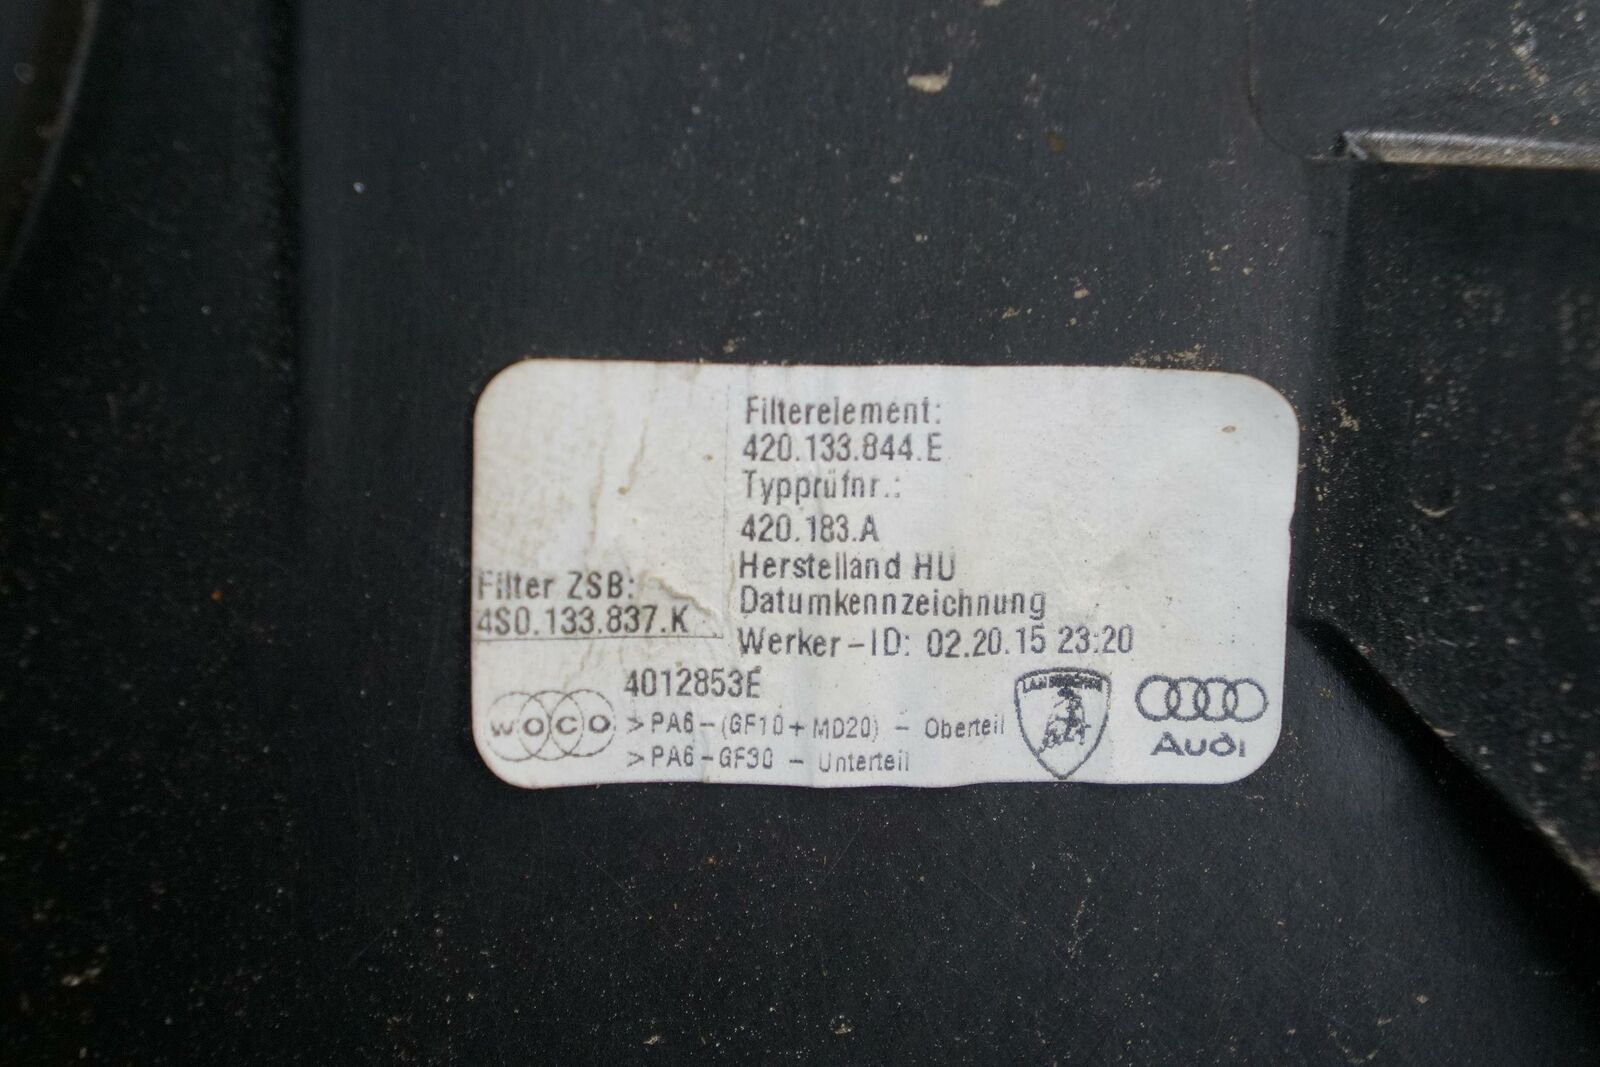 Filterelement:
420.133.844.E
Typprüfnr.:
420.183.A
Herstelland HU
Datumkennzeichnung
Werker-ID: 02.20.15 23:20
Filter ZSB:
4S0.133.837.K
4012853E
WOCO
>PA6-(GF10+MD20) - Oberteil
>PA6-GF30 - Unterteil
LAMBORGHINI
Audi